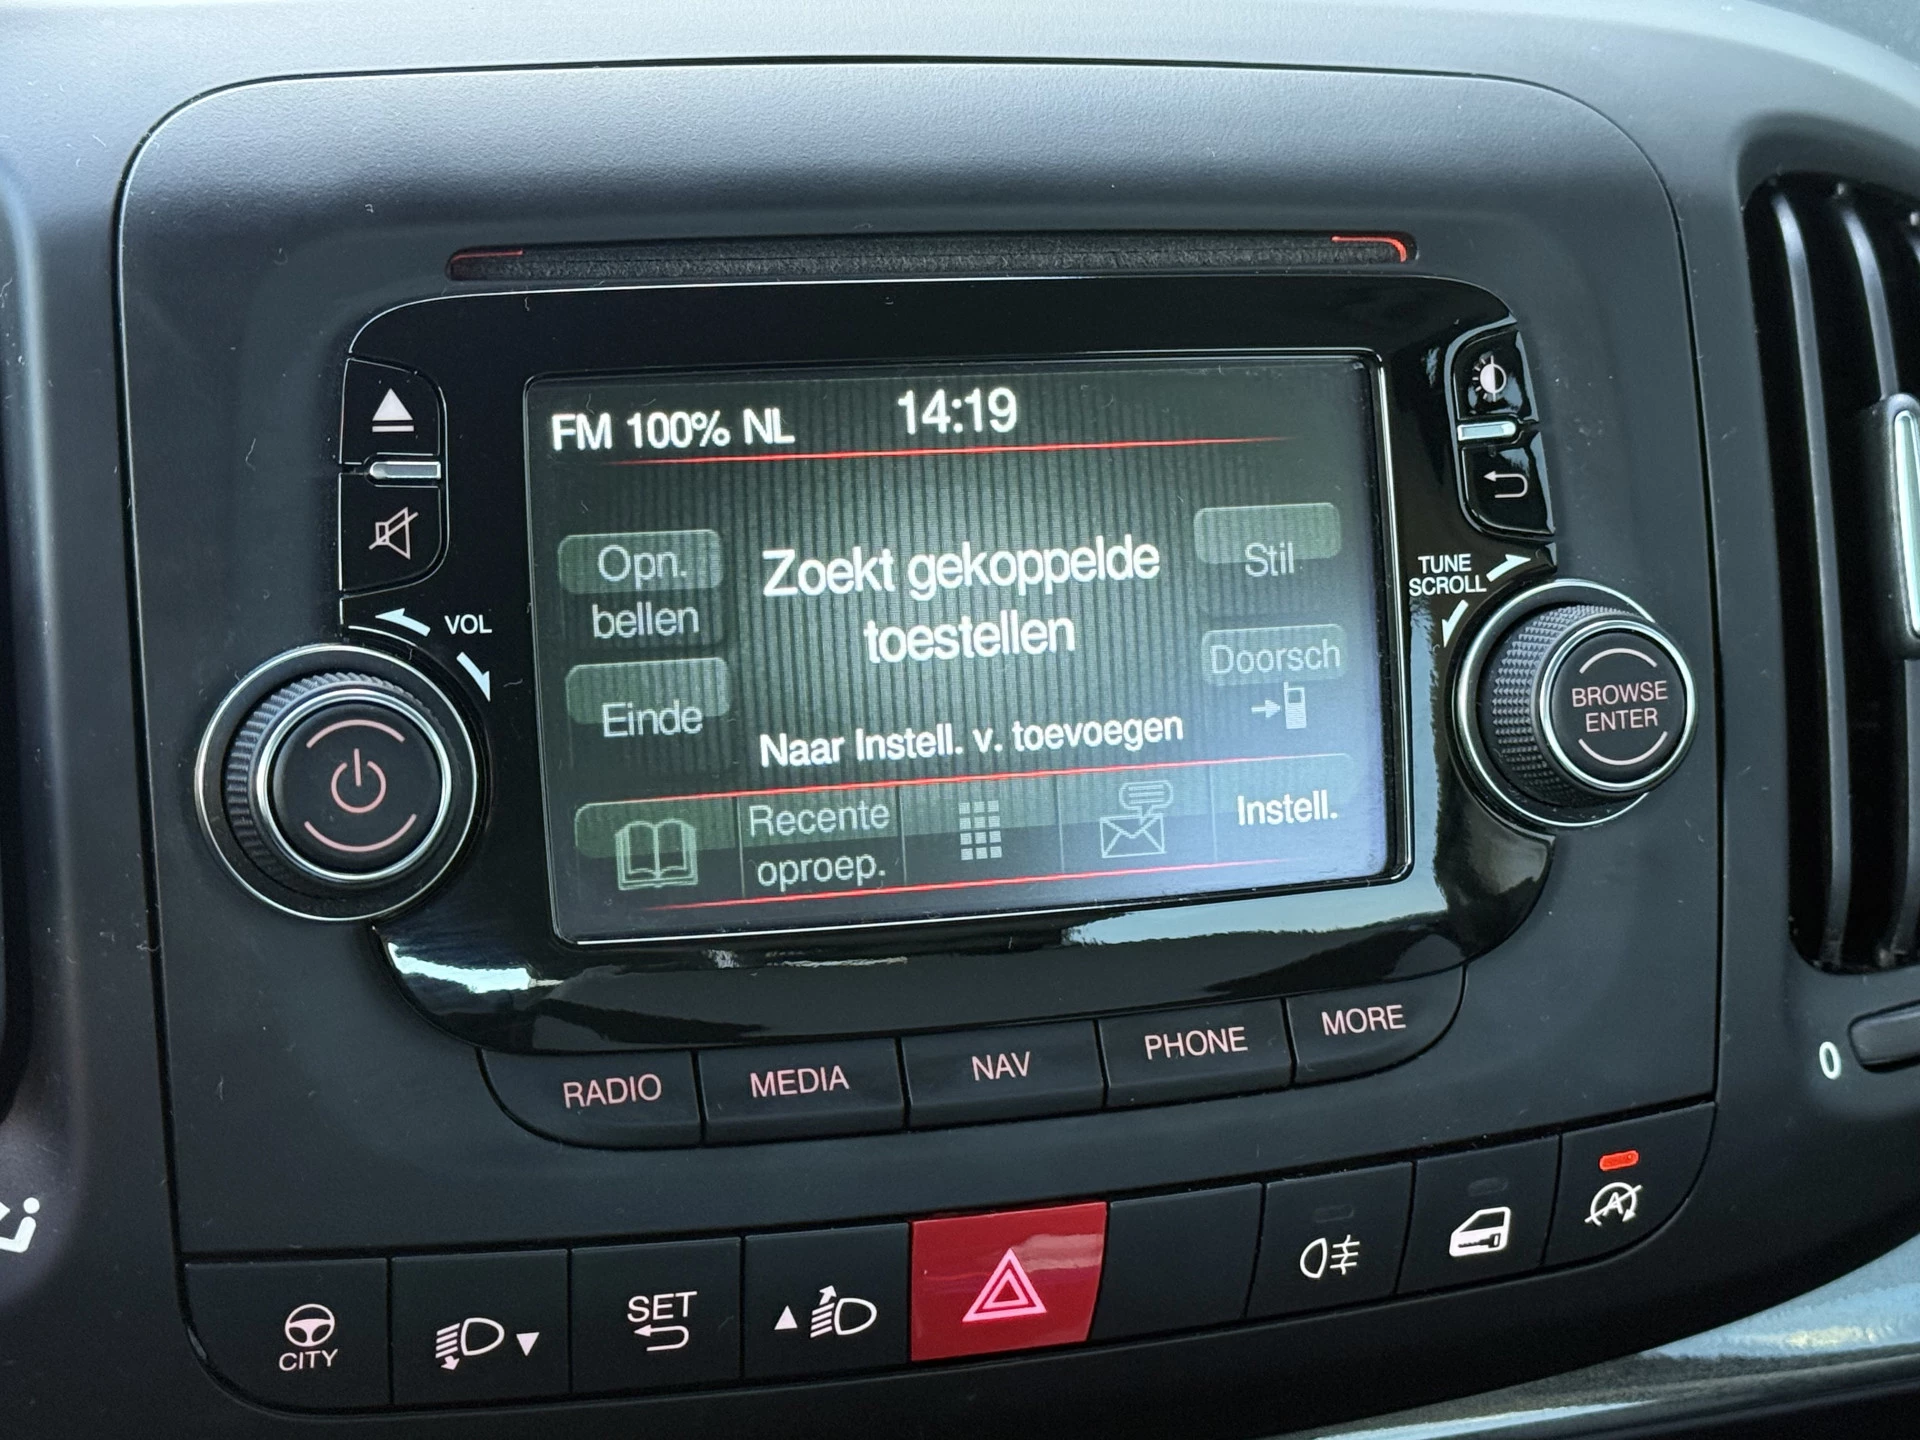 FM 100% NL
14:19
Opn.
bellen
Zoekt gekoppelde
toestellen
Stil
Doorsch
Einde
Naar Instell. v. toevoegen
Recente
oproep.
Instell.
VOL
TUNE
SCROLL
BROWSE
ENTER
RADIO
MEDIA
NAV
PHONE
MORE
0
CITY
SET
A